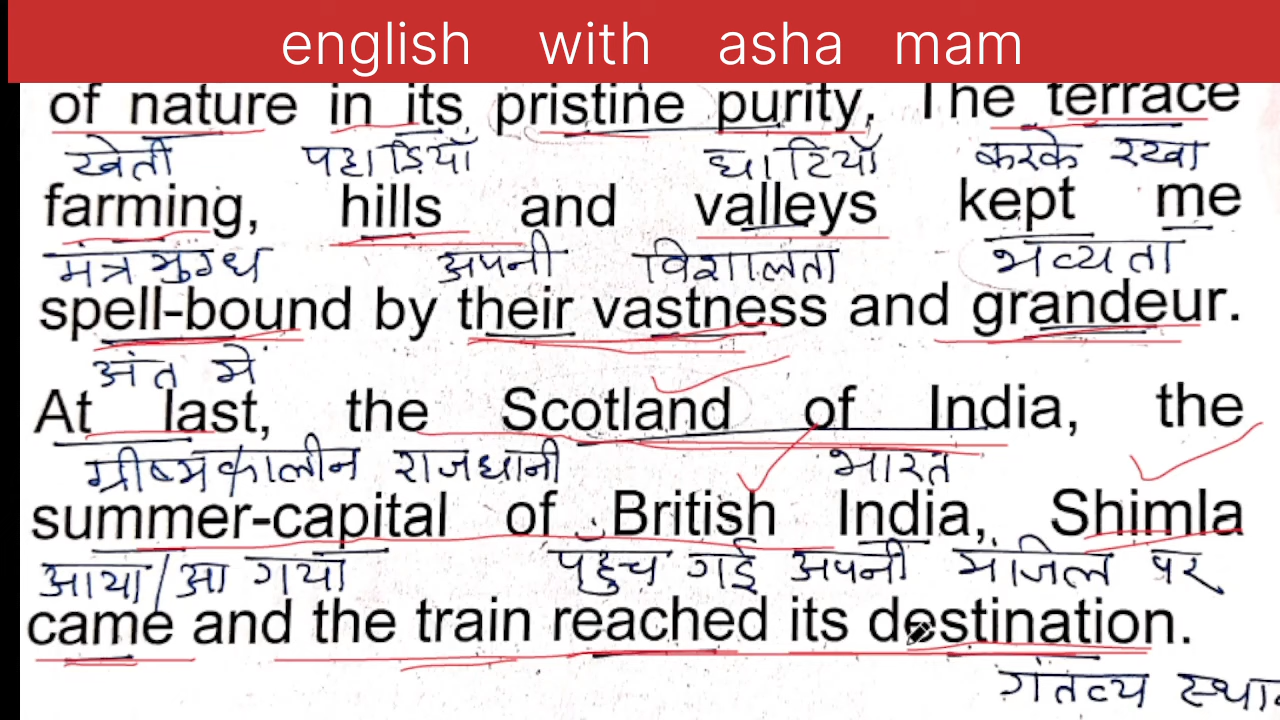 english with asha mam
of nature in its pristine purity. The terrace
खेती पहाड़ियाँ घाटियाँ करके रखा
farming, hills and valleys kept me
मंत्रमुग्ध अपनी विशालता भव्यता
spell-bound by their vastness and grandeur.
अंत में
At last, the Scotland of India, the
ग्रीष्मकालीन राजधानी भारत
summer-capital of British India, Shimla
आया/आ गया पहुँच गई अपनी मंजिल पर
came and the train reached its destination.
गंतव्य